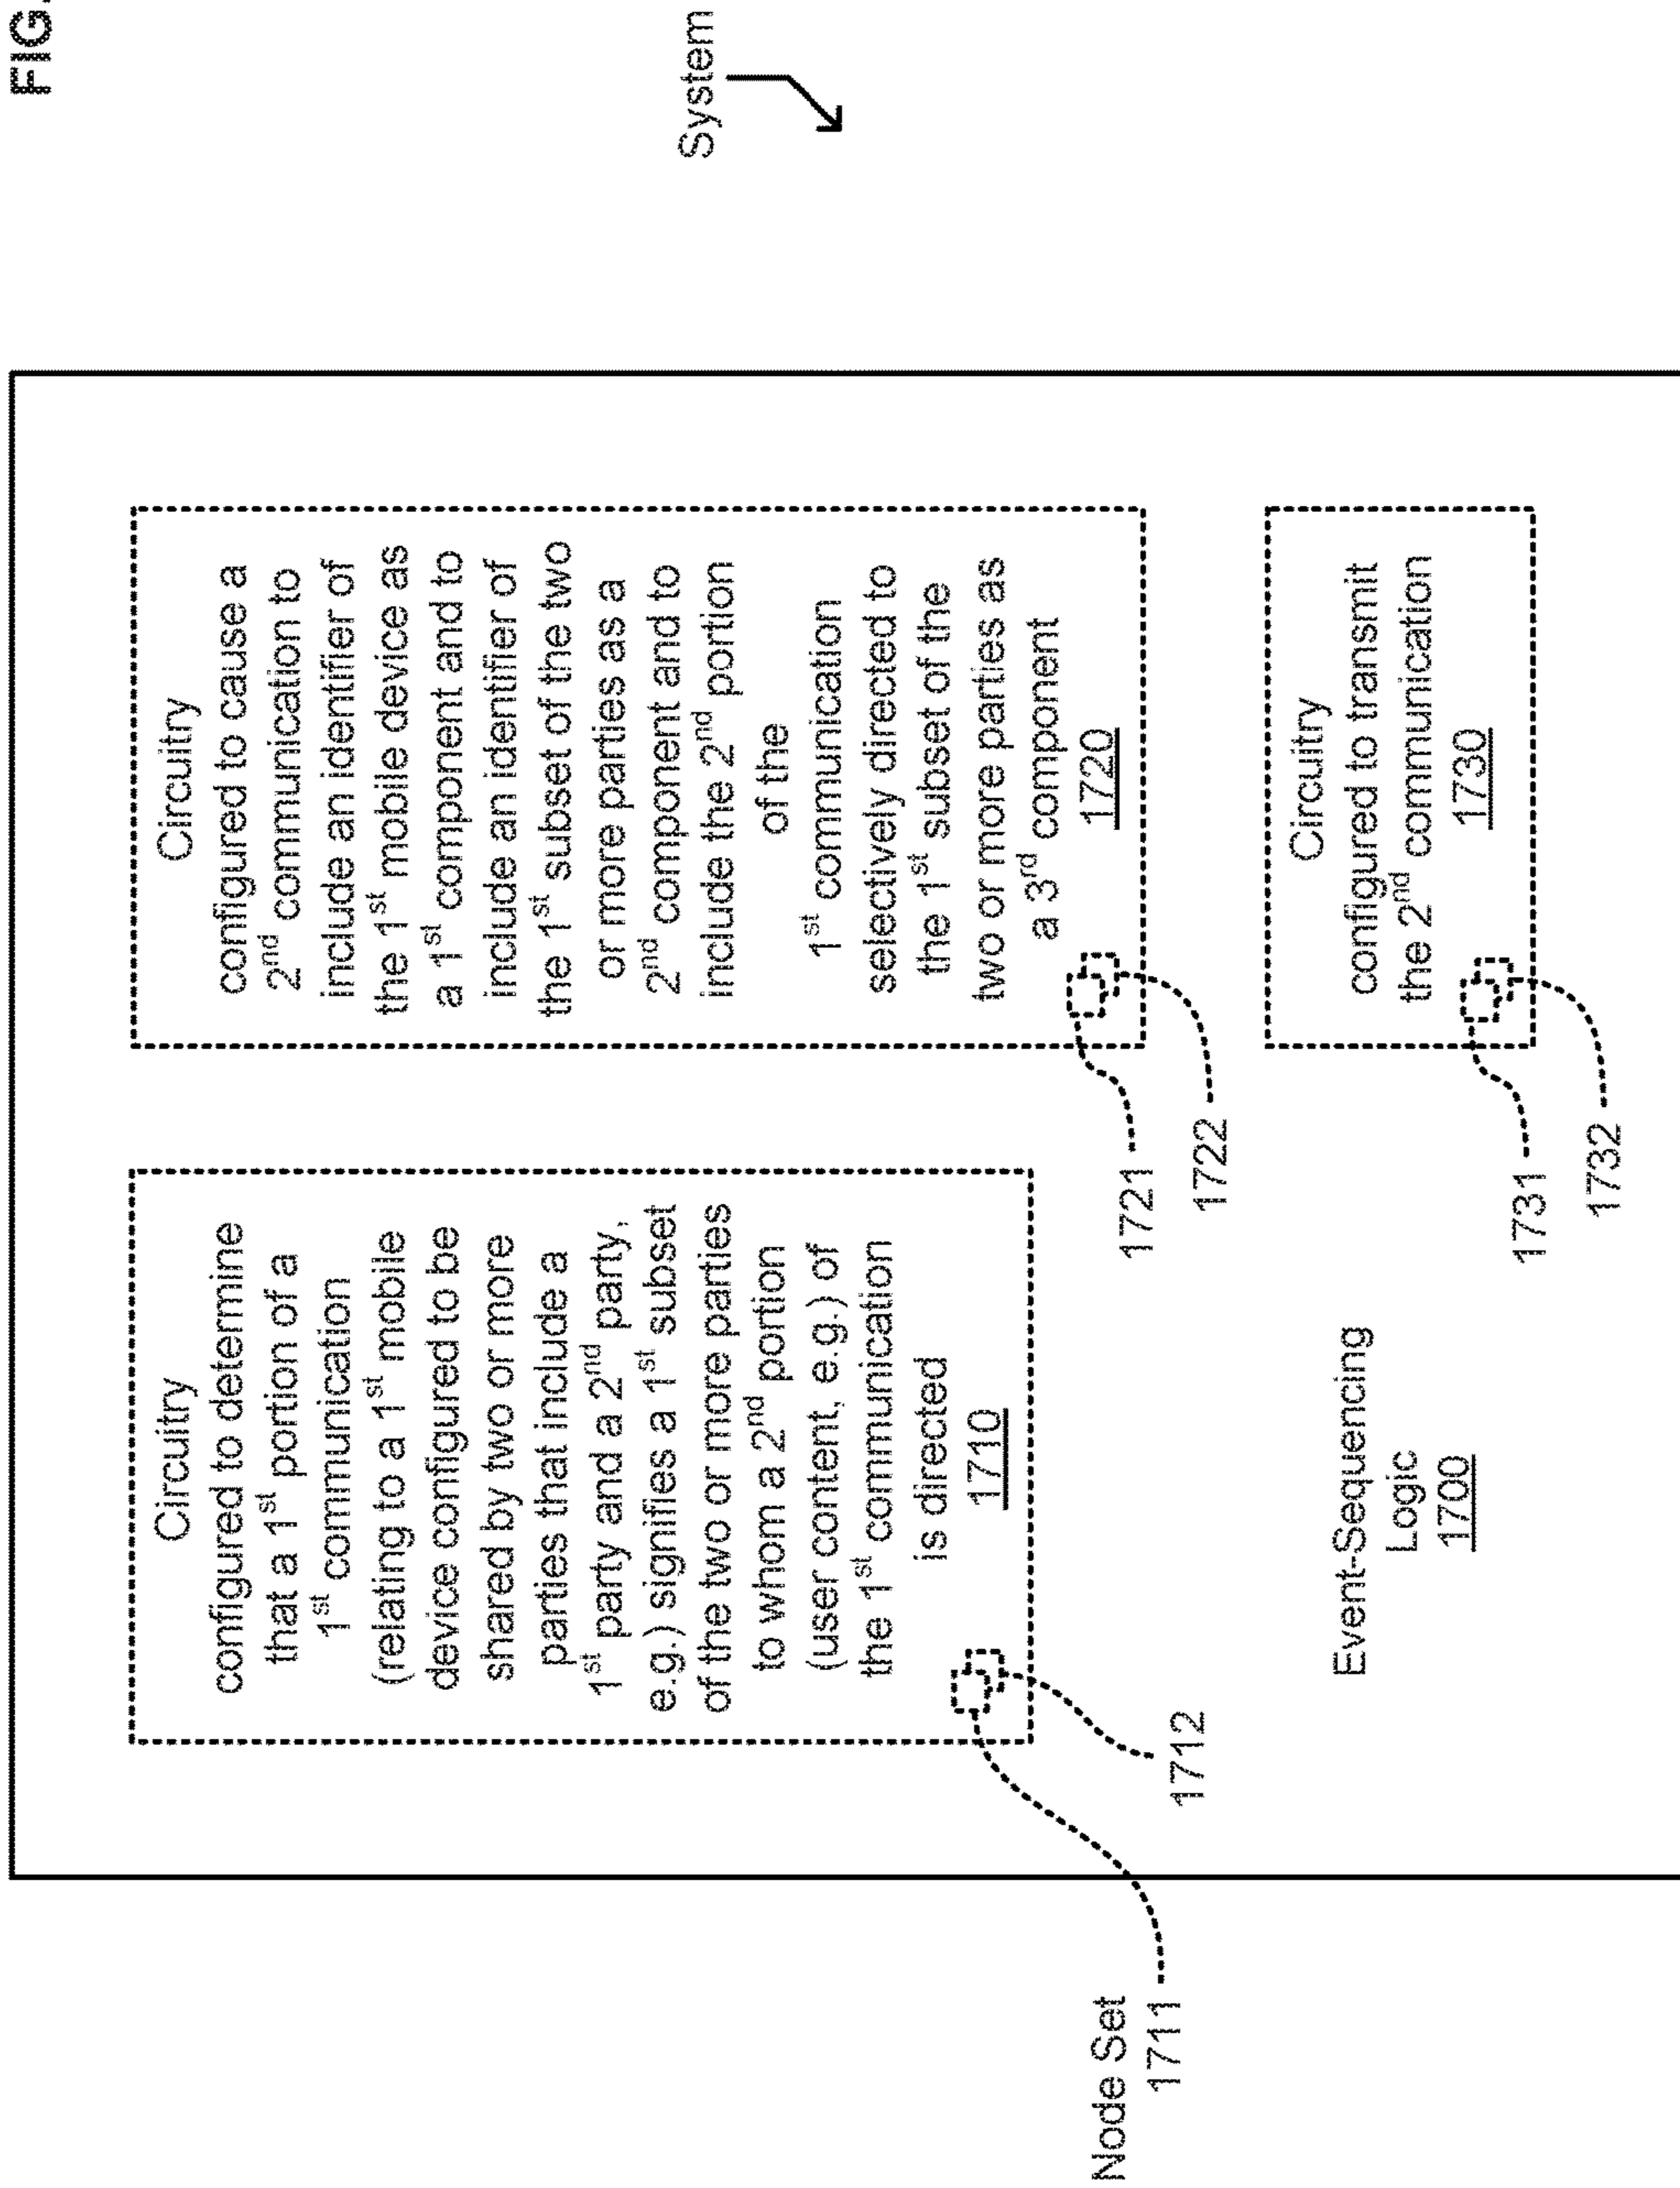 FIG.
System
Circuitry
configured to determine
that a 1st portion of a
1st communication
(relating to a 1st mobile
device configured to be
shared by two or more
parties that include a
1st party and a 2nd party,
e.g.) signifies a 1st subset
of the two or more parties
to whom a 2nd portion
(user content, e.g.) of
the 1st communication
is directed
1710
Node Set
1711
1712
Circuitry
configured to cause a
2nd communication to
include an identifier of
the 1st mobile device as
a 1st component and to
include an identifier of
the 1st subset of the two
or more parties as a
2nd component and to
include the 2nd portion
of the
1st communication
selectively directed to
the 1st subset of the
two or more parties as
a 3rd component
1720
1721
1722
Event-Sequencing
Logic
1700
Circuitry
configured to transmit
the 2nd communication
1730
1731
1732